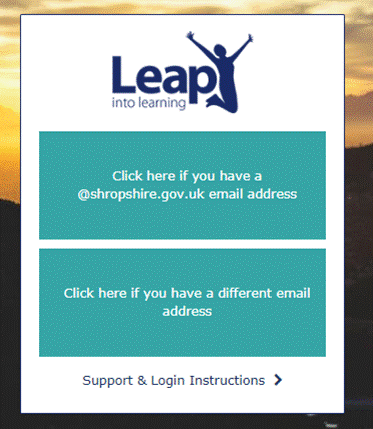 Leap
into learning
Click here if you have a
@shropshire.gov.uk email address
Click here if you have a different email
address
Support & Login Instructions